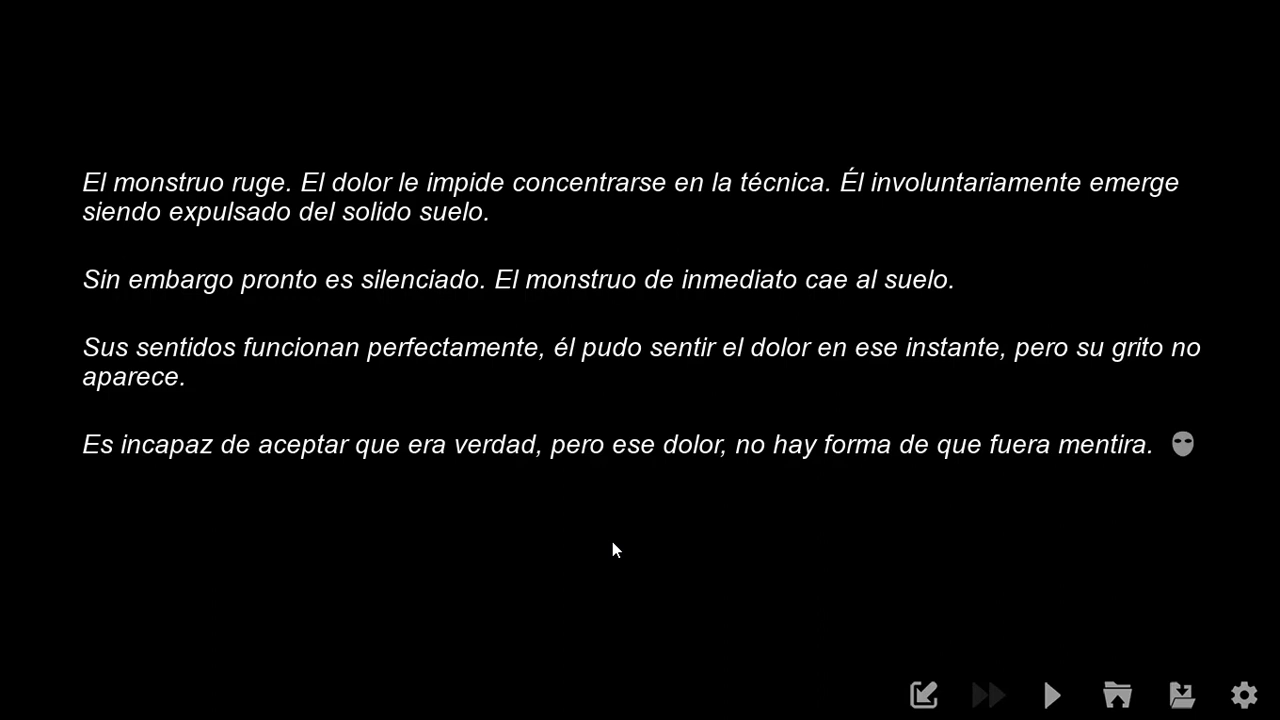 El monstruo ruge. El dolor le impide concentrarse en la técnica. Él involuntariamente emerge
siendo expulsado del solido suelo.
Sin embargo pronto es silenciado. El monstruo de inmediato cae al suelo.
Sus sentidos funcionan perfectamente, él pudo sentir el dolor en ese instante, pero su grito no
aparece.
Es incapaz de aceptar que era verdad, pero ese dolor, no hay forma de que fuera mentira.